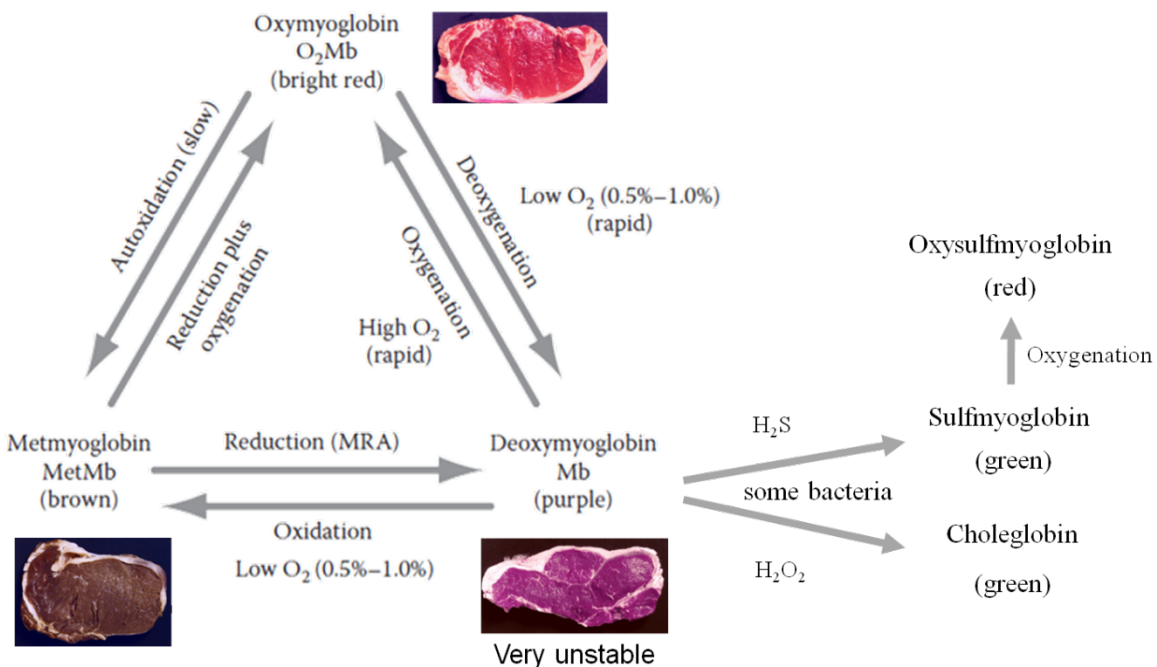 Oxymyoglobin
O₂Mb
(bright red)
Autoxidation (slow)
Reduction plus
oxygenation
Deoxygenation
Oxygenation
Low O₂ (0.5%–1.0%)
(rapid)
High O₂
(rapid)
Metmyoglobin
MetMb
(brown)
Reduction (MRA)
Oxidation
Low O₂ (0.5%–1.0%)
Deoxymyoglobin
Mb
(purple)
Very unstable
H₂S
some bacteria
H₂O₂
Oxysulfmyoglobin
(red)
Oxygenation
Sulfmyoglobin
(green)
Choleglobin
(green)